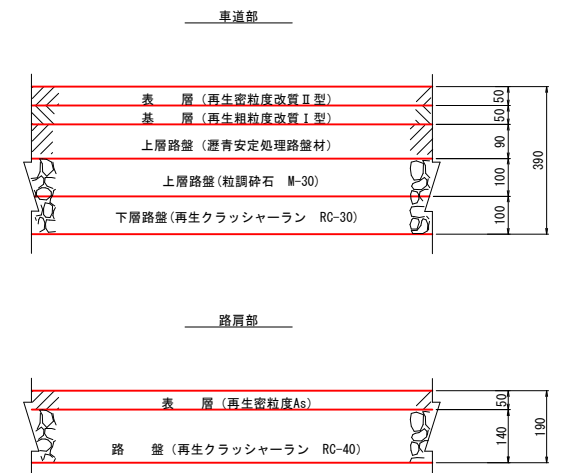 車道部
表　　層（再生密粒度改質Ⅱ型）
50
基　　層（再生粗粒度改質Ⅰ型）
50
上層路盤（瀝青安定処理路盤材）
90
390
上層路盤(粒調砕石　M-30)
100
下層路盤(再生クラッシャーラン　RC-30)
100
路肩部
表　　層（再生密粒度As)
50
190
路　　盤（再生クラッシャーラン　RC-40)
140